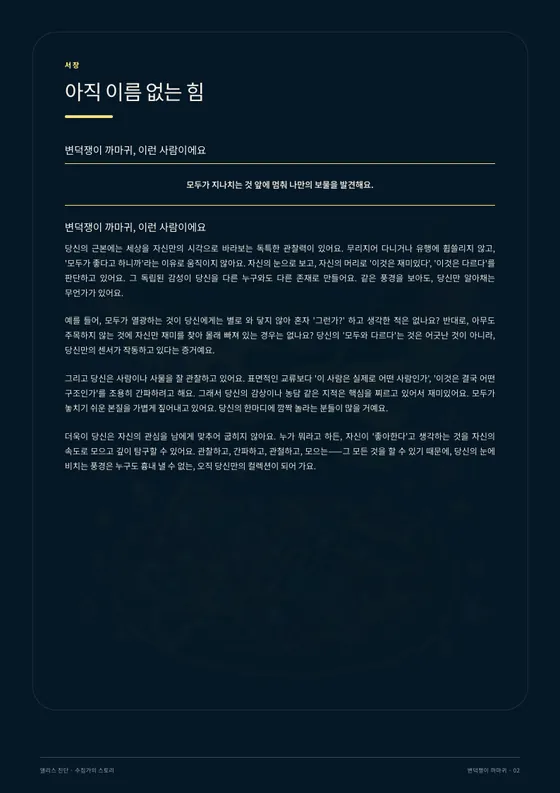 서장
아직 이름 없는 힘
변덕쟁이 까마귀, 이런 사람이에요
모두가 지나치는 것 앞에 멈춰 나만의 보물을 발견해요.
변덕쟁이 까마귀, 이런 사람이에요
당신의 근본에는 세상을 자신만의 시각으로 바라보는 독특한 관찰력이 있어요. 무리지어 다니거나 유행에 휩쓸리지 않고,
'모두가 좋다고 하니까'라는 이유로 움직이지 않아요. 자신의 눈으로 보고, 자신의 머리로 '이것은 재미있다', '이것은 다르다'를
판단하고 있어요. 그 독립된 감성이 당신을 다른 누구와도 다른 존재로 만들어요. 같은 풍경을 보아도, 당신만 알아채는
무언가가 있어요.
예를 들어, 모두가 열광하는 것이 당신에게는 별로 와 닿지 않아 혼자 '그런가?' 하고 생각한 적은 없나요? 반대로, 아무도
주목하지 않는 것에 자신만 재미를 찾아 몰래 빠져 있는 경우는 없나요? 당신의 '모두와 다르다'는 것은 어긋난 것이 아니라,
당신만의 센서가 작동하고 있다는 증거예요.
그리고 당신은 사람이나 사물을 잘 관찰하고 있어요. 표면적인 교류보다 '이 사람은 실제로 어떤 사람인가', '이것은 결국 어떤
구조인가'를 조용히 간파하려고 해요. 그래서 당신의 감상이나 농담 같은 지적은 핵심을 찌르고 있어서 재미있어요. 모두가
놓치기 쉬운 본질을 가볍게 짚어내고 있어요. 당신의 한마디에 깜짝 놀라는 분들이 많을 거예요.
더욱이 당신은 자신의 관심을 남에게 맞추어 굽히지 않아요. 누가 뭐라고 하든, 자신이 '좋아한다'고 생각하는 것을 자신의
속도로 모으고 깊이 탐구할 수 있어요. 관찰하고, 간파하고, 관철하고, 모으는——그 모든 것을 할 수 있기 때문에, 당신의 눈에
비치는 풍경은 누구도 흉내 낼 수 없는, 오직 당신만의 컬렉션이 되어 가요.
앨리스 진단 · 수집가의 스토리
변덕쟁이 까마귀 · 02